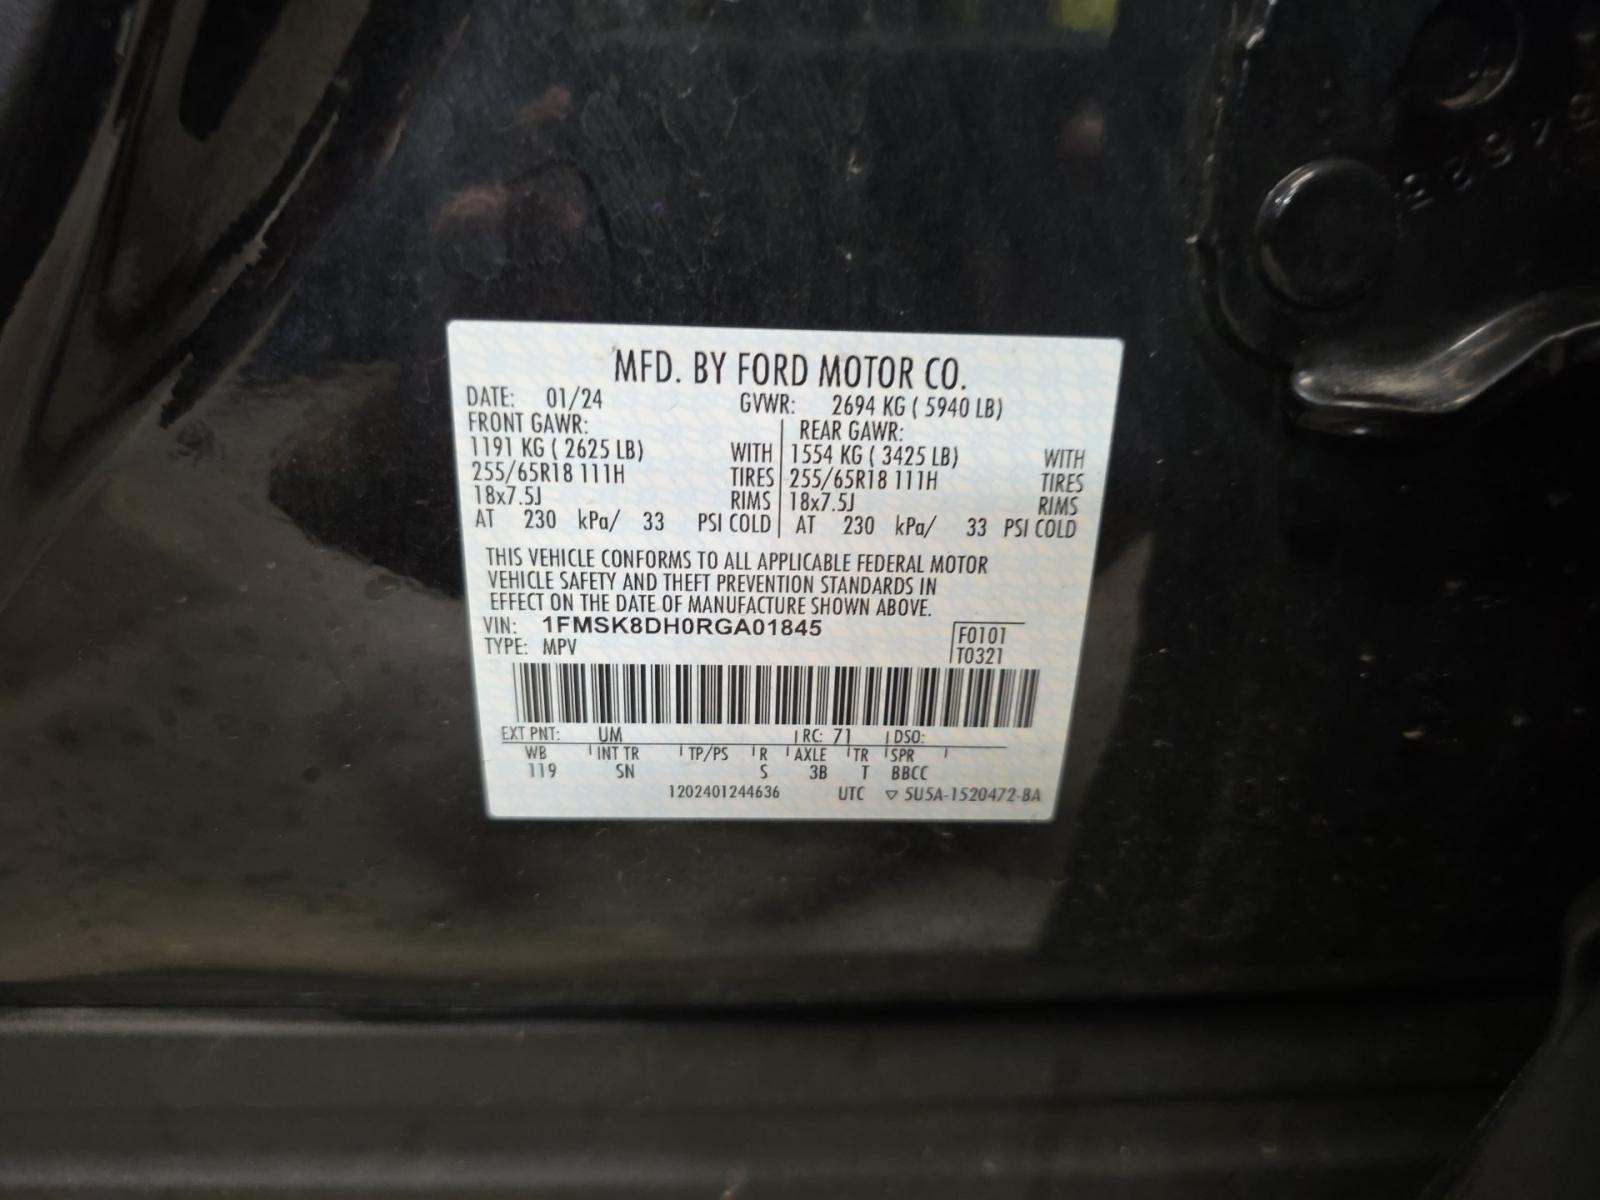 MFD. BY FORD MOTOR CO.
DATE: 01/24 GVWR: 2694 KG ( 5940 LB)
FRONT GAWR: REAR GAWR:
1191 KG ( 2625 LB) WITH 1554 KG ( 3425 LB) WITH
255/65R18 111H TIRES 255/65R18 111H TIRES
18x7.5J RIMS 18x7.5J RIMS
AT 230 kPa/ 33 PSI COLD AT 230 kPa/ 33 PSI COLD
THIS VEHICLE CONFORMS TO ALL APPLICABLE FEDERAL MOTOR
VEHICLE SAFETY AND THEFT PREVENTION STANDARDS IN
EFFECT ON THE DATE OF MANUFACTURE SHOWN ABOVE.
VIN: 1FMSK8DH0RGA01845 F0101
TYPE: MPV T0321
EXT PNT: UM RC: 71 DSO:
WB INT TR TP/PS R AXLE TR SPR
119 SN S 3B T BBCC
1202401244636 UTC ▽ 5U5A-1520472-BA